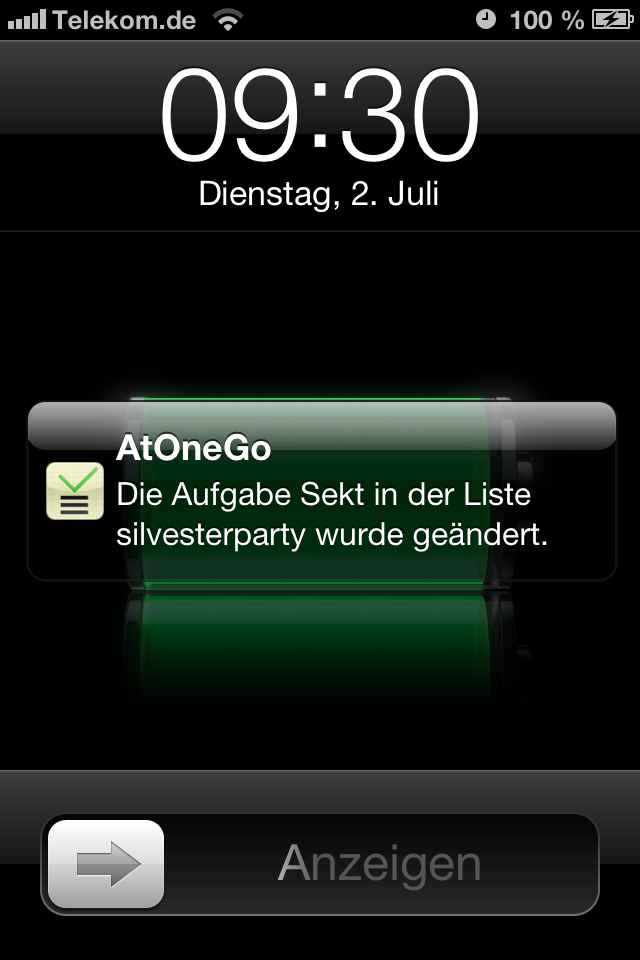 Telekom.de 100 %
09:30
Dienstag, 2. Juli
AtOneGo
Die Aufgabe Sekt in der Liste
silvesterparty wurde geändert.
Anzeigen